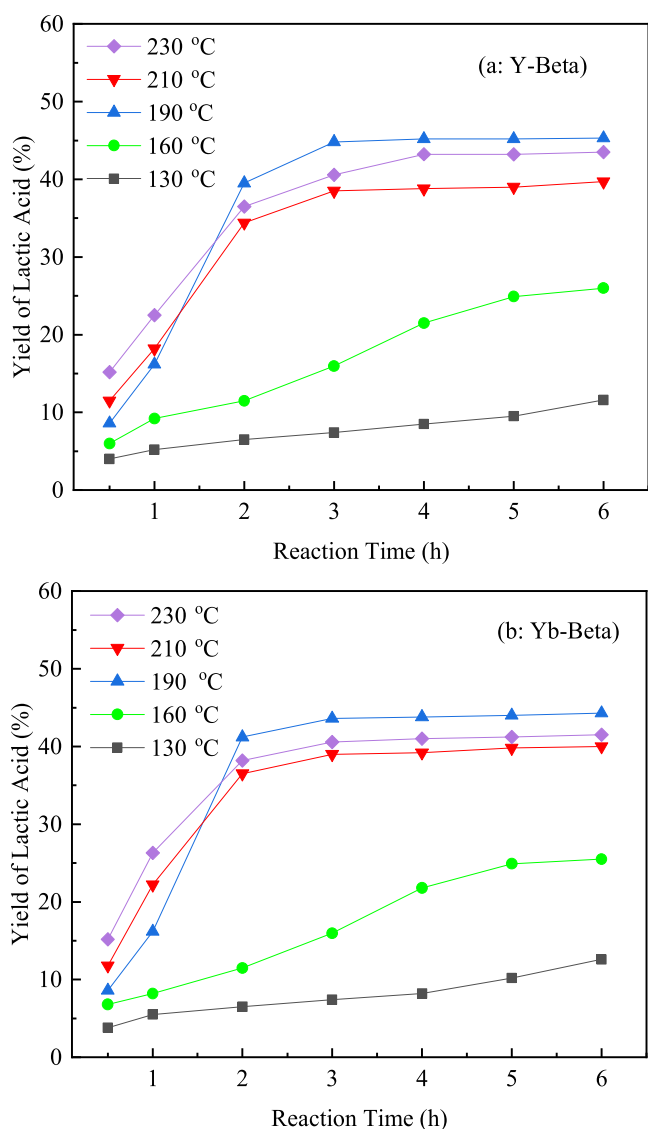 60
50
40
30
20
10
0
Yield of Lactic Acid (%)
230 °C
210 °C
190 °C
160 °C
130 °C
(a: Y-Beta)
1 2 3 4 5 6
Reaction Time (h)
60
50
40
30
20
10
0
Yield of Lactic Acid (%)
230 °C
210 °C
190 °C
160 °C
130 °C
(b: Yb-Beta)
1 2 3 4 5 6
Reaction Time (h)